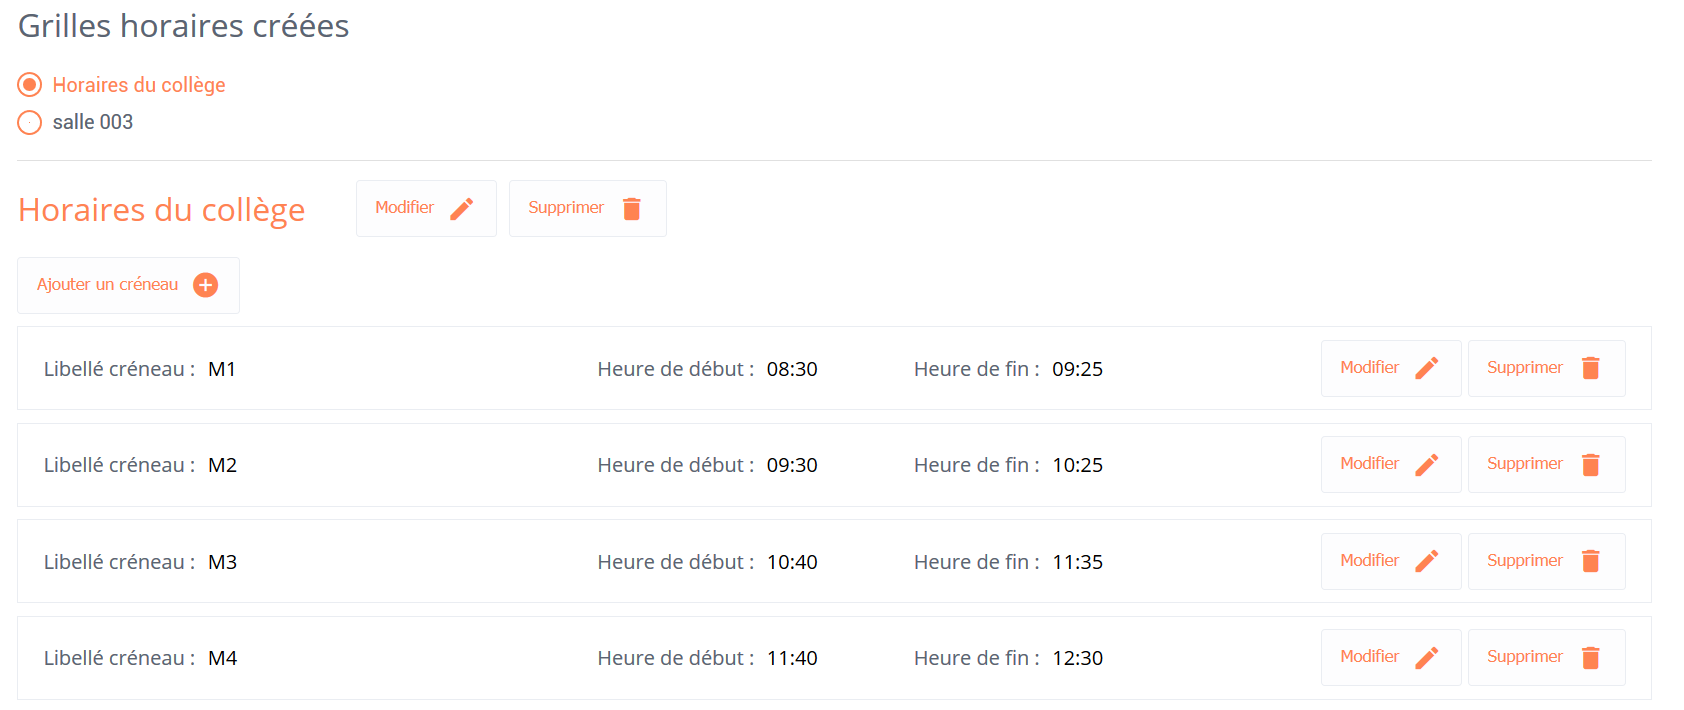 Grilles horaires créées
Horaires du collège
salle 003
Horaires du collège Modifier Supprimer
Ajouter un créneau
Libellé créneau : M1 Heure de début : 08:30 Heure de fin : 09:25 Modifier Supprimer
Libellé créneau : M2 Heure de début : 09:30 Heure de fin : 10:25 Modifier Supprimer
Libellé créneau : M3 Heure de début : 10:40 Heure de fin : 11:35 Modifier Supprimer
Libellé créneau : M4 Heure de début : 11:40 Heure de fin : 12:30 Modifier Supprimer